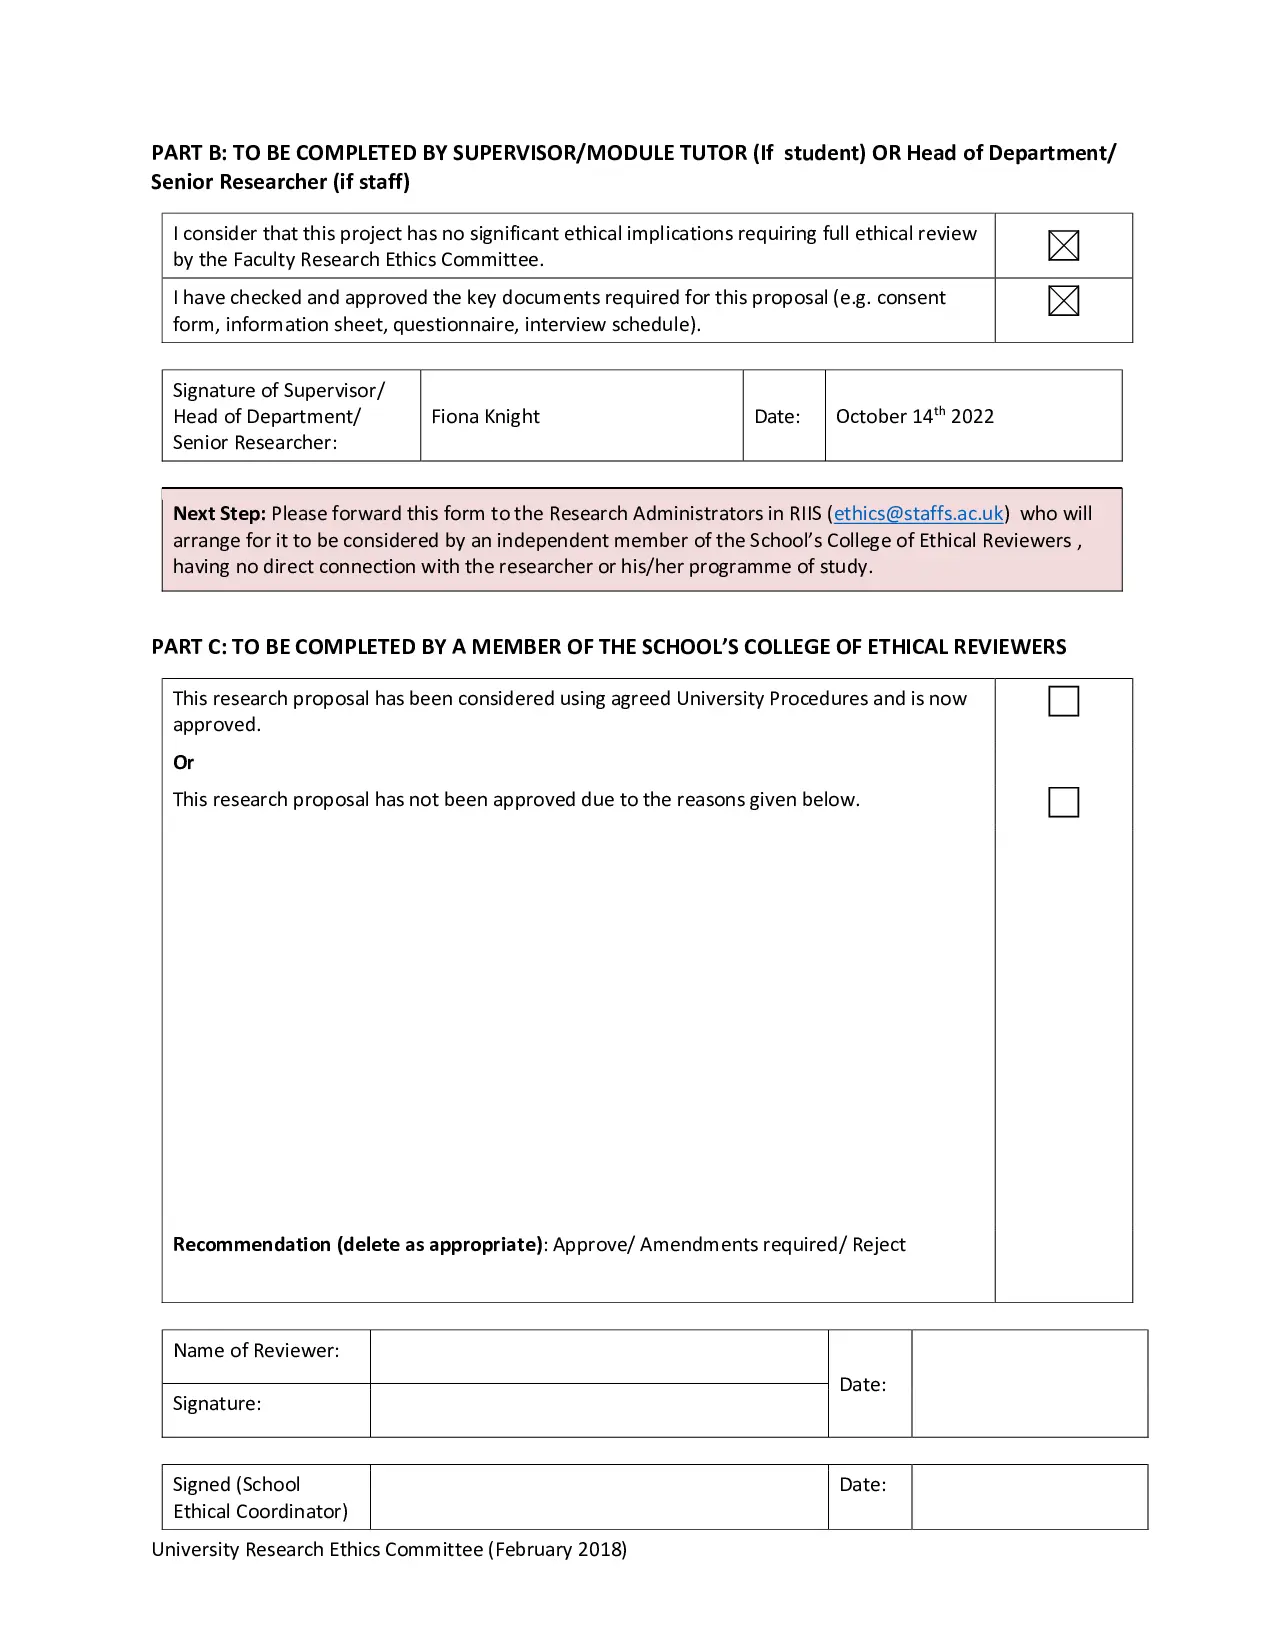 PART B: TO BE COMPLETED BY SUPERVISOR/MODULE TUTOR (If  student) OR Head of Department/
Senior Researcher (if staff)
I consider that this project has no significant ethical implications requiring full ethical review
by the Faculty Research Ethics Committee.
I have checked and approved the key documents required for this proposal (e.g. consent
form, information sheet, questionnaire, interview schedule).
Signature of Supervisor/
Head of Department/
Senior Researcher:
Fiona Knight
Date:
October 14th 2022
Next Step: Please forward this form to the Research Administrators in RIIS (ethics@staffs.ac.uk)  who will
arrange for it to be considered by an independent member of the School’s College of Ethical Reviewers ,
having no direct connection with the researcher or his/her programme of study.
PART C: TO BE COMPLETED BY A MEMBER OF THE SCHOOL’S COLLEGE OF ETHICAL REVIEWERS
This research proposal has been considered using agreed University Procedures and is now
approved.
Or
This research proposal has not been approved due to the reasons given below.
Recommendation (delete as appropriate): Approve/ Amendments required/ Reject
Name of Reviewer:
Date:
Signature:
Signed (School
Ethical Coordinator)
Date:
University Research Ethics Committee (February 2018)